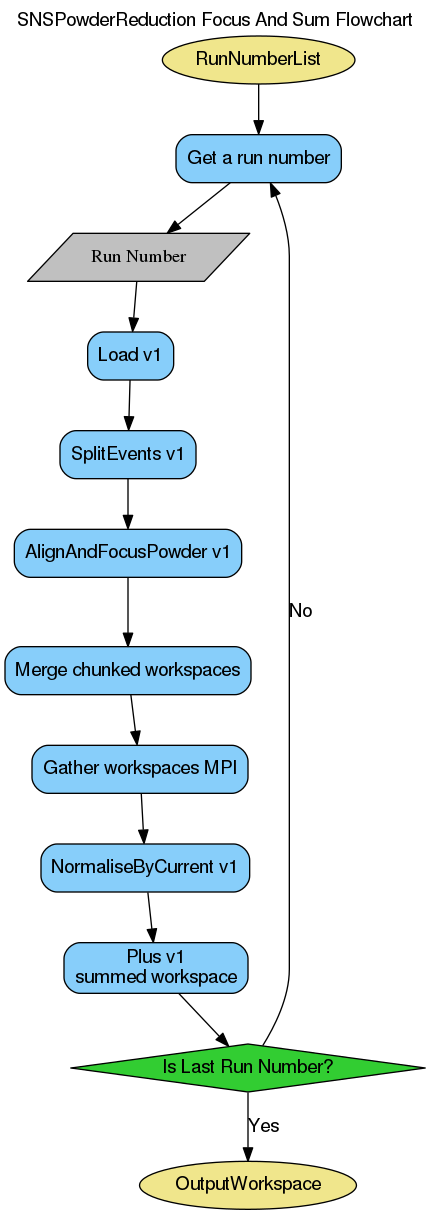 SNSPowderReduction Focus And Sum Flowchart
RunNumberList
Get a run number
Run Number
Load v1
SplitEvents v1
AlignAndFocusPowder v1
No
Merge chunked workspaces
Gather workspaces MPI
NormaliseByCurrent v1
Plus v1
summed workspace
Is Last Run Number?
Yes
OutputWorkspace